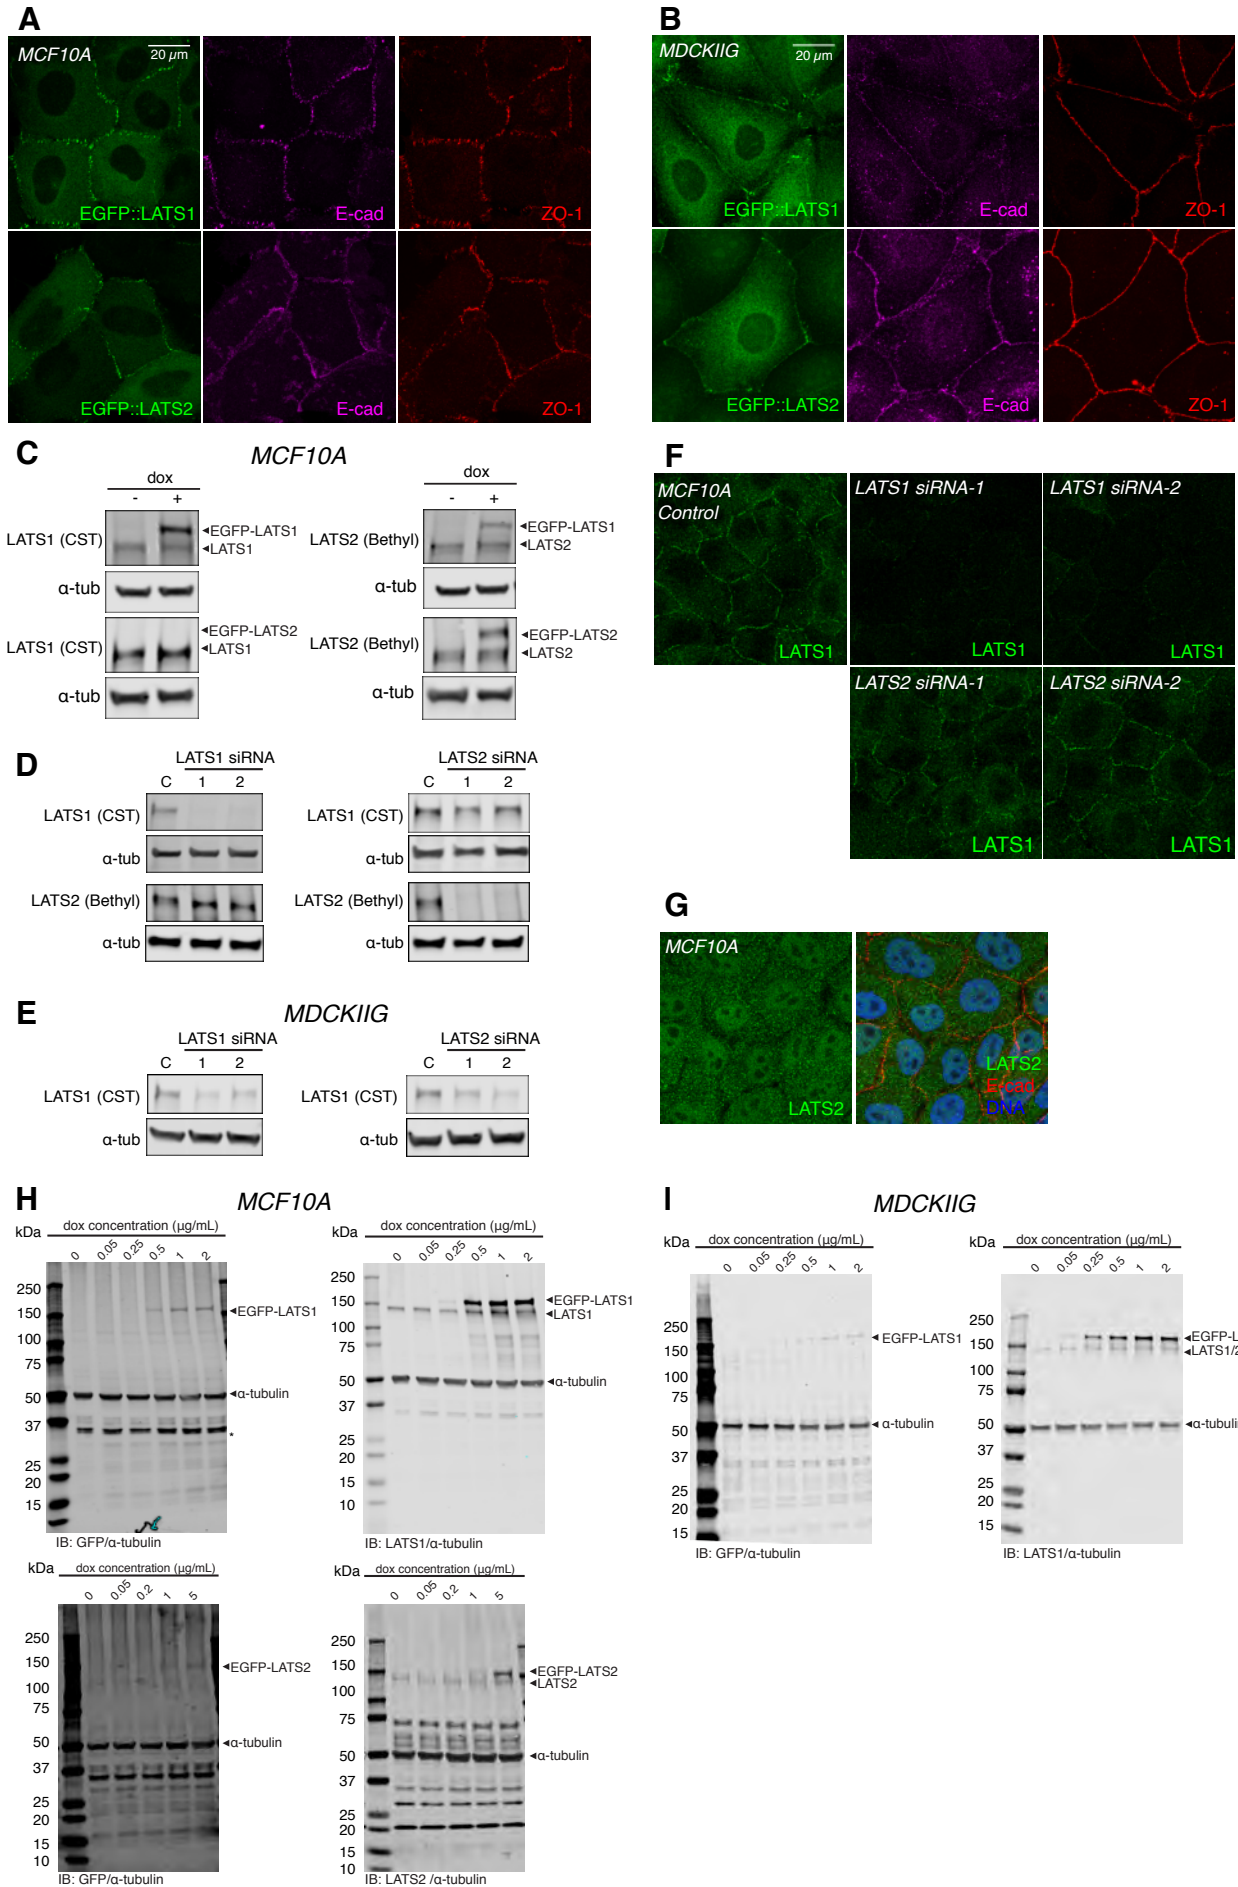 A
MCF10A
20 µm
EGFP::LATS1
E-cad
ZO-1
EGFP::LATS2
E-cad
ZO-1
B
MDCKIIG
20 µm
EGFP::LATS1
E-cad
ZO-1
EGFP::LATS2
E-cad
ZO-1
C
MCF10A
dox
- +
LATS1 (CST)
EGFP-LATS1
LATS1
α-tub
LATS1 (CST)
EGFP-LATS2
LATS1
α-tub
dox
- +
LATS2 (Bethyl)
EGFP-LATS1
LATS2
α-tub
LATS2 (Bethyl)
EGFP-LATS2
LATS2
α-tub
D
LATS1 siRNA
C 1 2
LATS1 (CST)
α-tub
LATS2 (Bethyl)
α-tub
LATS2 siRNA
C 1 2
LATS1 (CST)
α-tub
LATS2 (Bethyl)
α-tub
E
MDCKIIG
LATS1 siRNA
C 1 2
LATS1 (CST)
α-tub
LATS2 siRNA
C 1 2
LATS1 (CST)
α-tub
F
MCF10A
Control
LATS1
LATS1 siRNA-1
LATS1
LATS1 siRNA-2
LATS1
LATS2 siRNA-1
LATS1
LATS2 siRNA-2
LATS1
G
MCF10A
LATS2
LATS2
E-cad
DNA
H
MCF10A
kDa
dox concentration (µg/mL)
0 0.05 0.25 0.5 1 2
250
150
100
75
50
37
25
20
15
EGFP-LATS1
α-tubulin
*
IB: GFP/α-tubulin
kDa
dox concentration (µg/mL)
0 0.05 0.25 0.5 1 2
250
150
100
75
50
37
25
20
15
10
EGFP-LATS1
LATS1
α-tubulin
IB: LATS1/α-tubulin
kDa
dox concentration (µg/mL)
0 0.05 0.2 1 5
250
150
100
75
50
37
25
20
15
10
EGFP-LATS2
α-tubulin
IB: GFP/α-tubulin
kDa
dox concentration (µg/mL)
0 0.05 0.2 1 5
250
150
100
75
50
37
25
20
15
10
EGFP-LATS2
LATS2
α-tubulin
IB: LATS2 /α-tubulin
I
MDCKIIG
kDa
dox concentration (µg/mL)
0 0.05 0.25 0.5 1 2
250
150
100
75
50
37
25
20
15
EGFP-LATS1
α-tubulin
IB: GFP/α-tubulin
kDa
dox concentration (µg/mL)
0 0.05 0.25 0.5 1 2
250
150
100
75
50
37
25
20
15
EGFP-L
LATS1/2
α-tubuli
IB: LATS1/α-tubulin